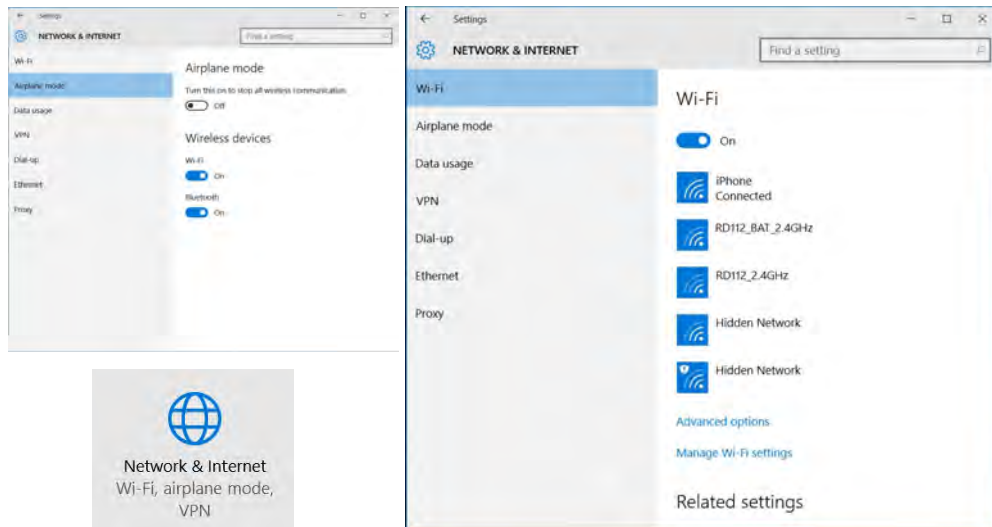 Settings
NETWORK & INTERNET
Find a setting
Wi-Fi
Airplane mode
Data usage
VPN
Dial-up
Ethernet
Proxy
Airplane mode
Turn this on to stop all wireless communication
Off
Wireless devices
Wi-Fi
On
Bluetooth
On
Network & Internet
Wi-Fi, airplane mode,
VPN
Settings
NETWORK & INTERNET
Find a setting
Wi-Fi
Airplane mode
Data usage
VPN
Dial-up
Ethernet
Proxy
Wi-Fi
On
iPhone
Connected
RD112_BAT_2.4GHz
RD112_2.4GHz
Hidden Network
Hidden Network
Advanced options
Manage Wi-Fi settings
Related settings